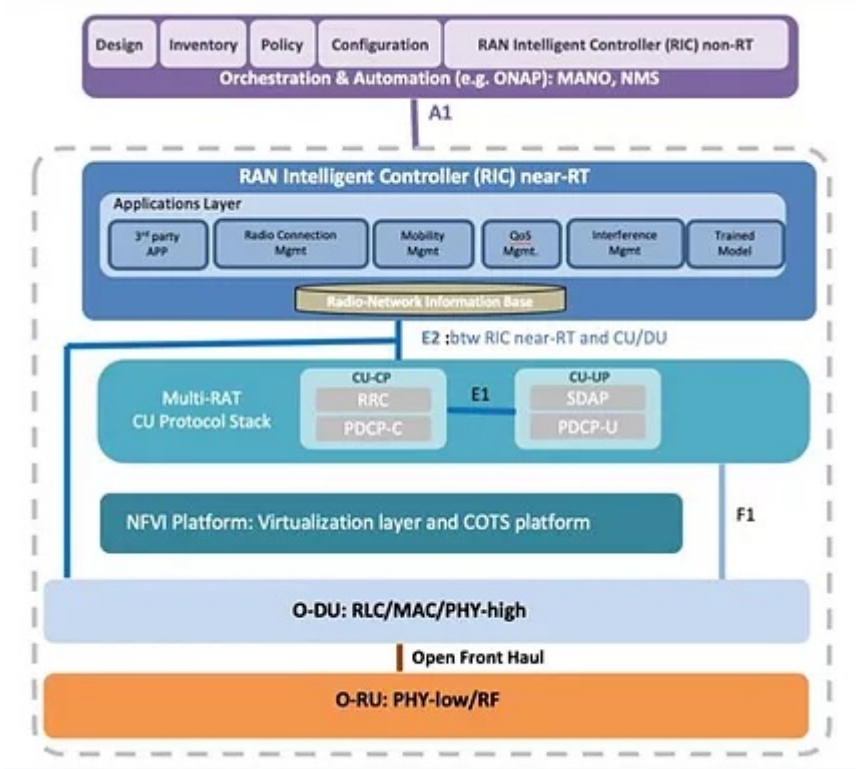 Design
Inventory
Policy
Configuration
RAN Intelligent Controller (RIC) non-RT
Orchestration & Automation (e.g. ONAP): MANO, NMS
A1
RAN Intelligent Controller (RIC) near-RT
Applications Layer
3rd party
APP
Radio Connection
Mgmt
Mobility
Mgmt
QoS
Mgmt.
Interference
Mgmt
Trained
Model
Radio-Network Information Base
E2 :btw RIC near-RT and CU/DU
Multi-RAT
CU Protocol Stack
CU-CP
RRC
PDCP-C
E1
CU-UP
SDAP
PDCP-U
NFVI Platform: Virtualization layer and COTS platform
F1
O-DU: RLC/MAC/PHY-high
Open Front Haul
O-RU: PHY-low/RF